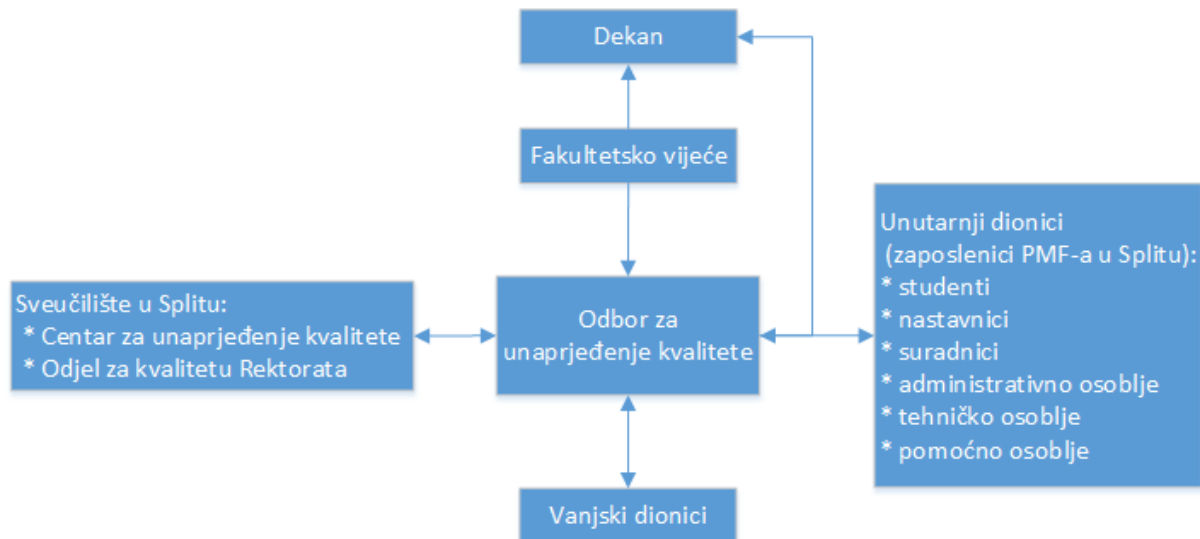 Dekan
Fakultetsko vijeće
Unutarnji dionici
(zaposlenici PMF-a u Splitu):
* studenti
* nastavnici
* suradnici
* administrativno osoblje
* tehničko osoblje
* pomoćno osoblje
Sveučilište u Splitu:
* Centar za unaprjeđenje kvalitete
* Odjel za kvalitetu Rektorata
Odbor za
unaprjeđenje kvalitete
Vanjski dionici